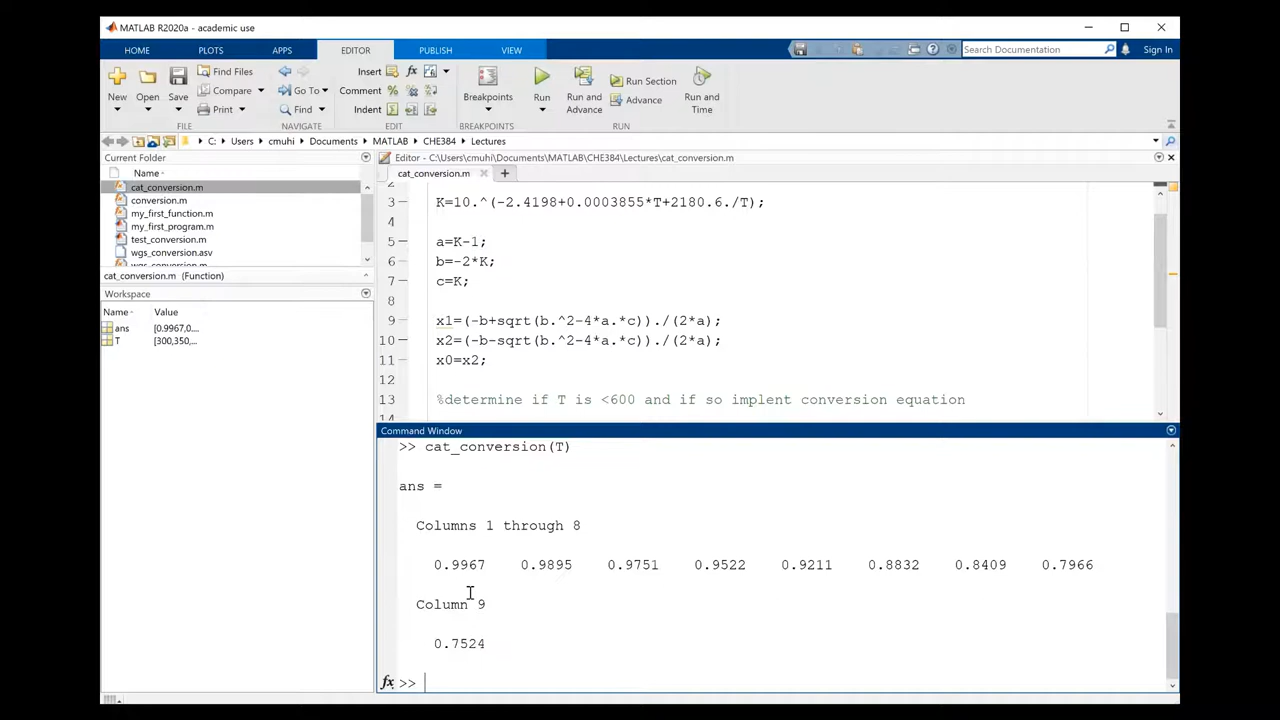 MATLAB R2020a - academic use
HOME PLOTS APPS EDITOR PUBLISH VIEW
Search Documentation
Sign In
New Open Save
Find Files
Compare
Print
Go To
Find
Insert
Comment
Indent
fx
Breakpoints
Run
Run and Advance
Run Section
Advance
Run and Time
FILE NAVIGATE EDIT BREAKPOINTS RUN
C: Users cmuhi Documents MATLAB CHE384 Lectures
Current Folder
Name
cat_conversion.m
conversion.m
my_first_function.m
my_first_program.m
test_conversion.m
wgs_conversion.asv
cat_conversion.m (Function)
Workspace
Name Value
ans [0.9967,0....
T [300,350,...
Editor - C:\Users\cmuhi\Documents\MATLAB\CHE384\Lectures\cat_conversion.m
cat_conversion.m
2
3 K=10.^(-2.4198+0.0003855*T+2180.6./T);
4
5 a=K-1;
6 b=-2*K;
7 c=K;
8
9 x1=(-b+sqrt(b.^2-4*a.*c))./(2*a);
10 x2=(-b-sqrt(b.^2-4*a.*c))./(2*a);
11 x0=x2;
12
13 %determine if T is <600 and if so implent conversion equation
14
Command Window
>> cat_conversion(T)
ans =
Columns 1 through 8
0.9967 0.9895 0.9751 0.9522 0.9211 0.8832 0.8409 0.7966
Column 9
0.7524
fx >>